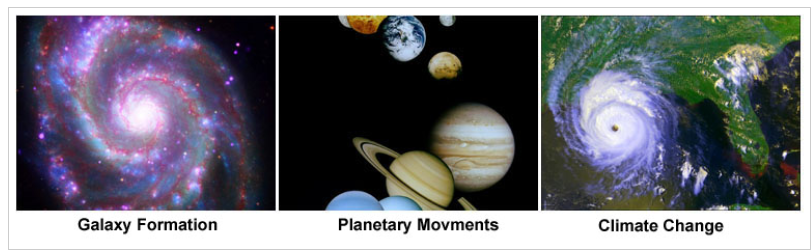 Galaxy Formation
Planetary Movments
Climate Change